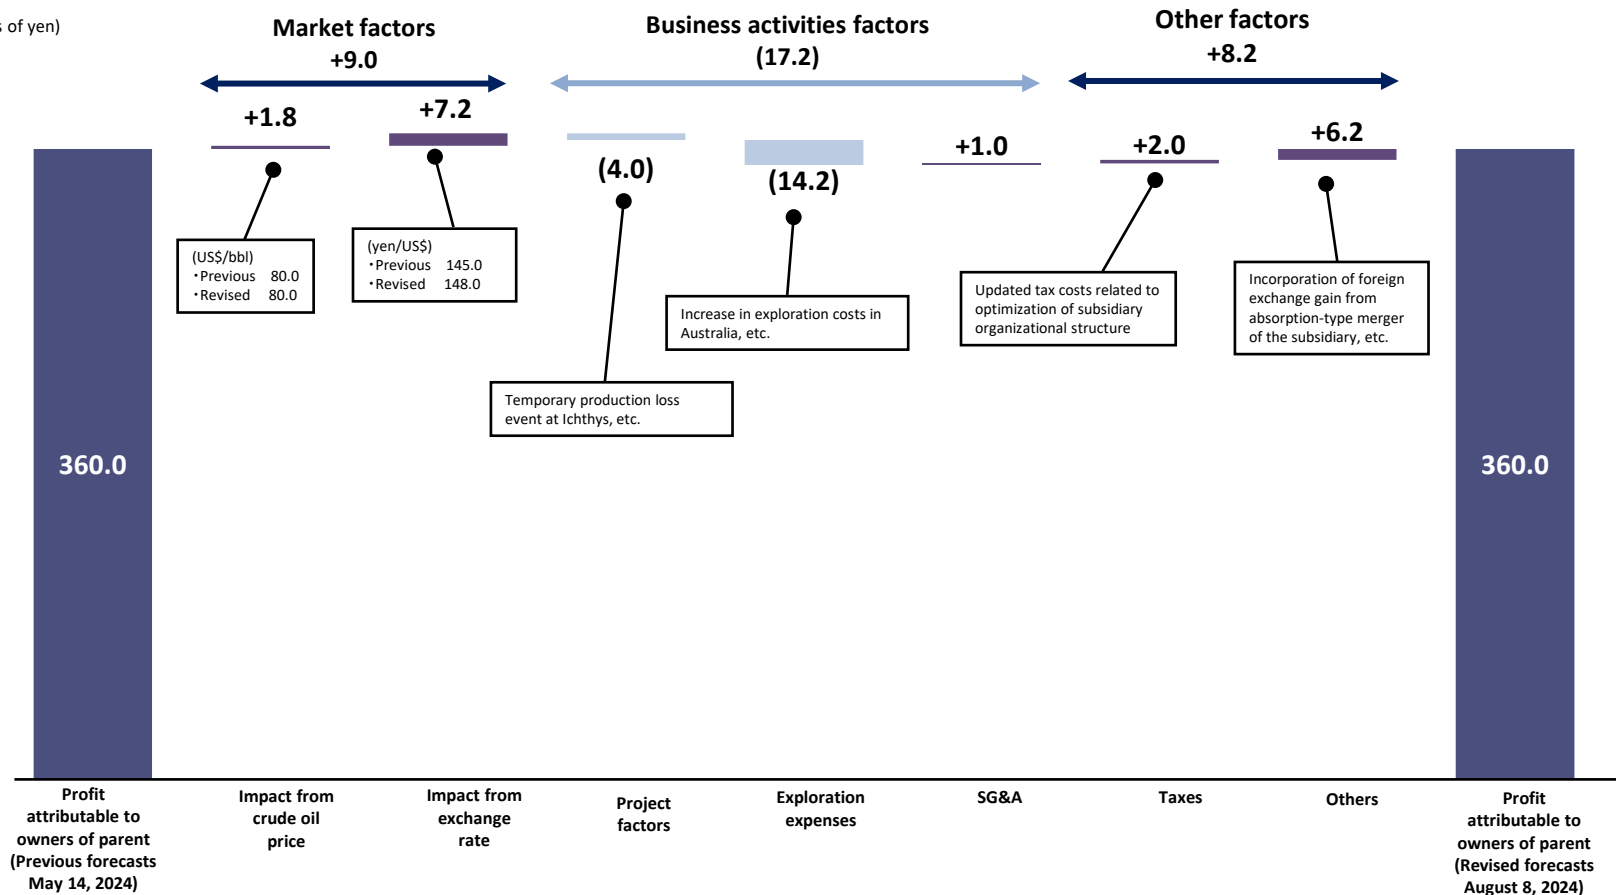 of yen)
Market factors
+9.0
Business activities factors
(17.2)
Other factors
+8.2
+1.8
+7.2
(4.0)
(14.2)
+1.0
+2.0
+6.2
(US$/bbl)
・Previous 80.0
・Revised 80.0
(yen/US$)
・Previous 145.0
・Revised 148.0
Temporary production loss
event at Ichthys, etc.
Increase in exploration costs in
Australia, etc.
Updated tax costs related to
optimization of subsidiary
organizational structure
Incorporation of foreign
exchange gain from
absorption-type merger
of the subsidiary, etc.
360.0
360.0
Profit
attributable to
owners of parent
(Previous forecasts
May 14, 2024)
Impact from
crude oil
price
Impact from
exchange
rate
Project
factors
Exploration
expenses
SG&A
Taxes
Others
Profit
attributable to
owners of parent
(Revised forecasts
August 8, 2024)